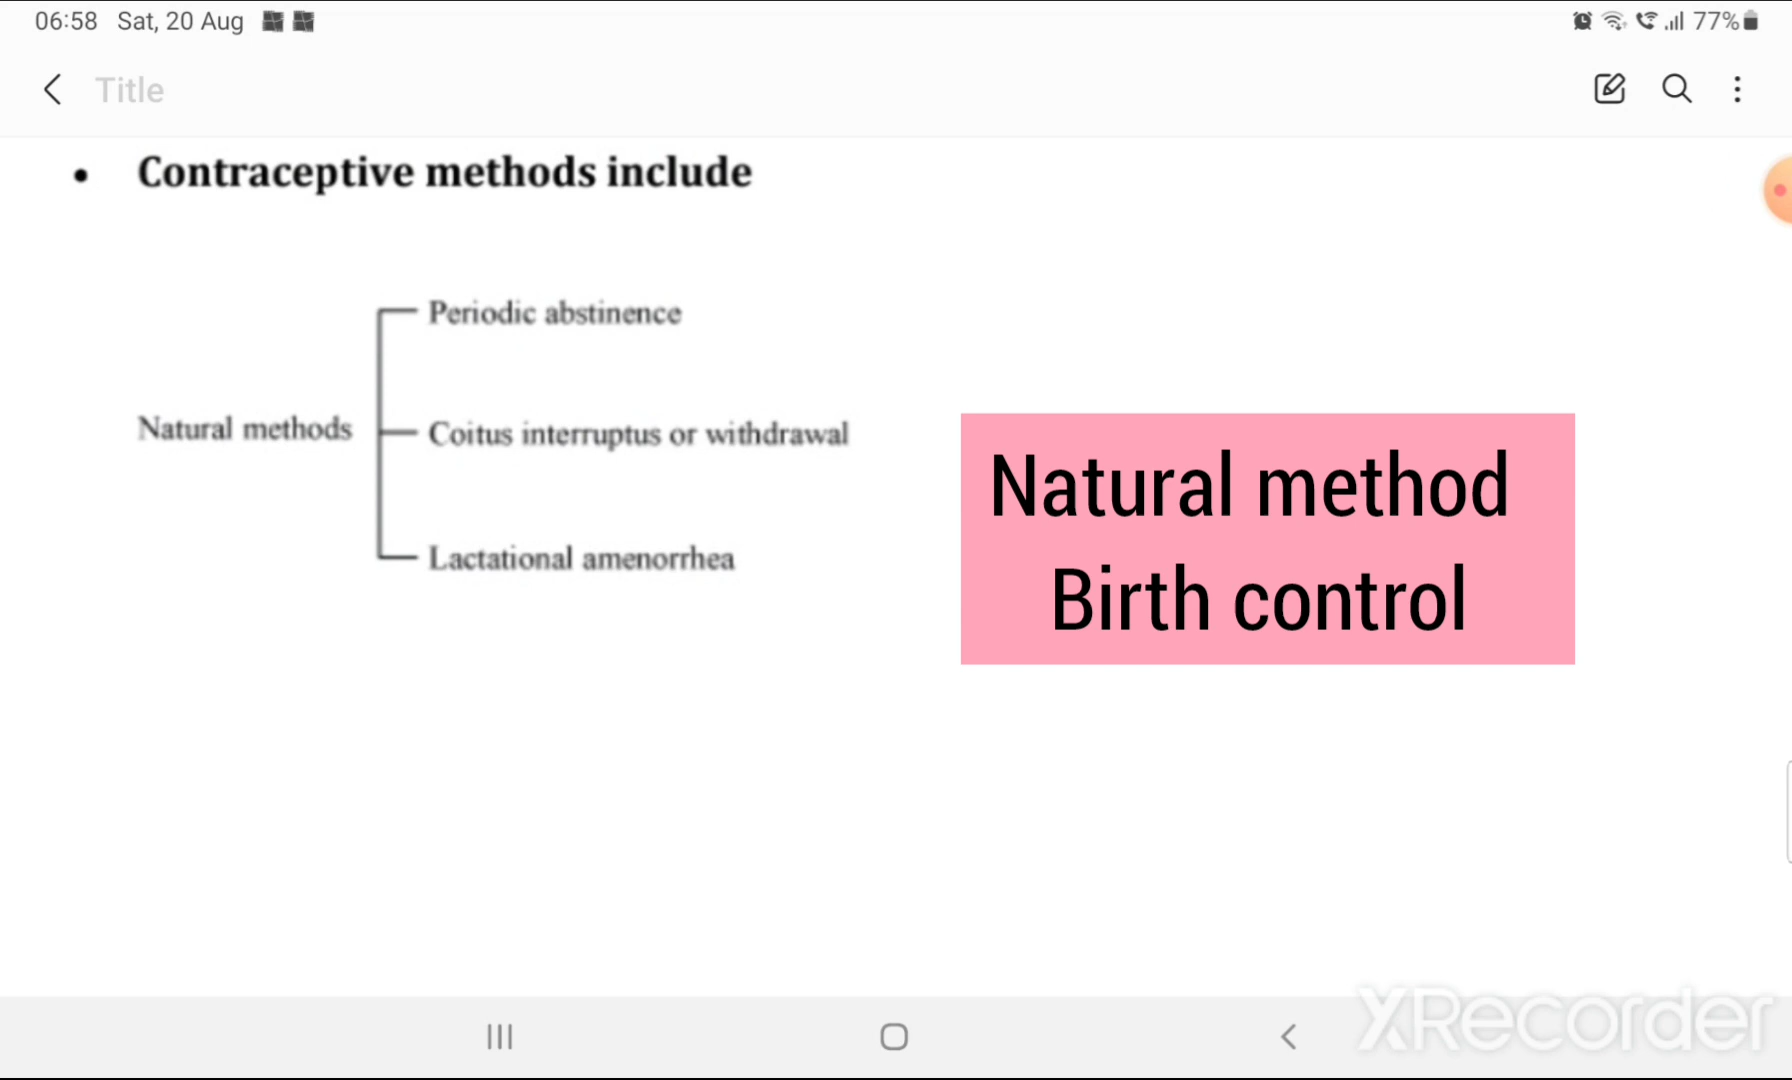 06:58 Sat, 20 Aug
77%
Title
• Contraceptive methods include
Periodic abstinence
Natural methods
Coitus interruptus or withdrawal
Lactational amenorrhea
Natural method
Birth control
XRecorder